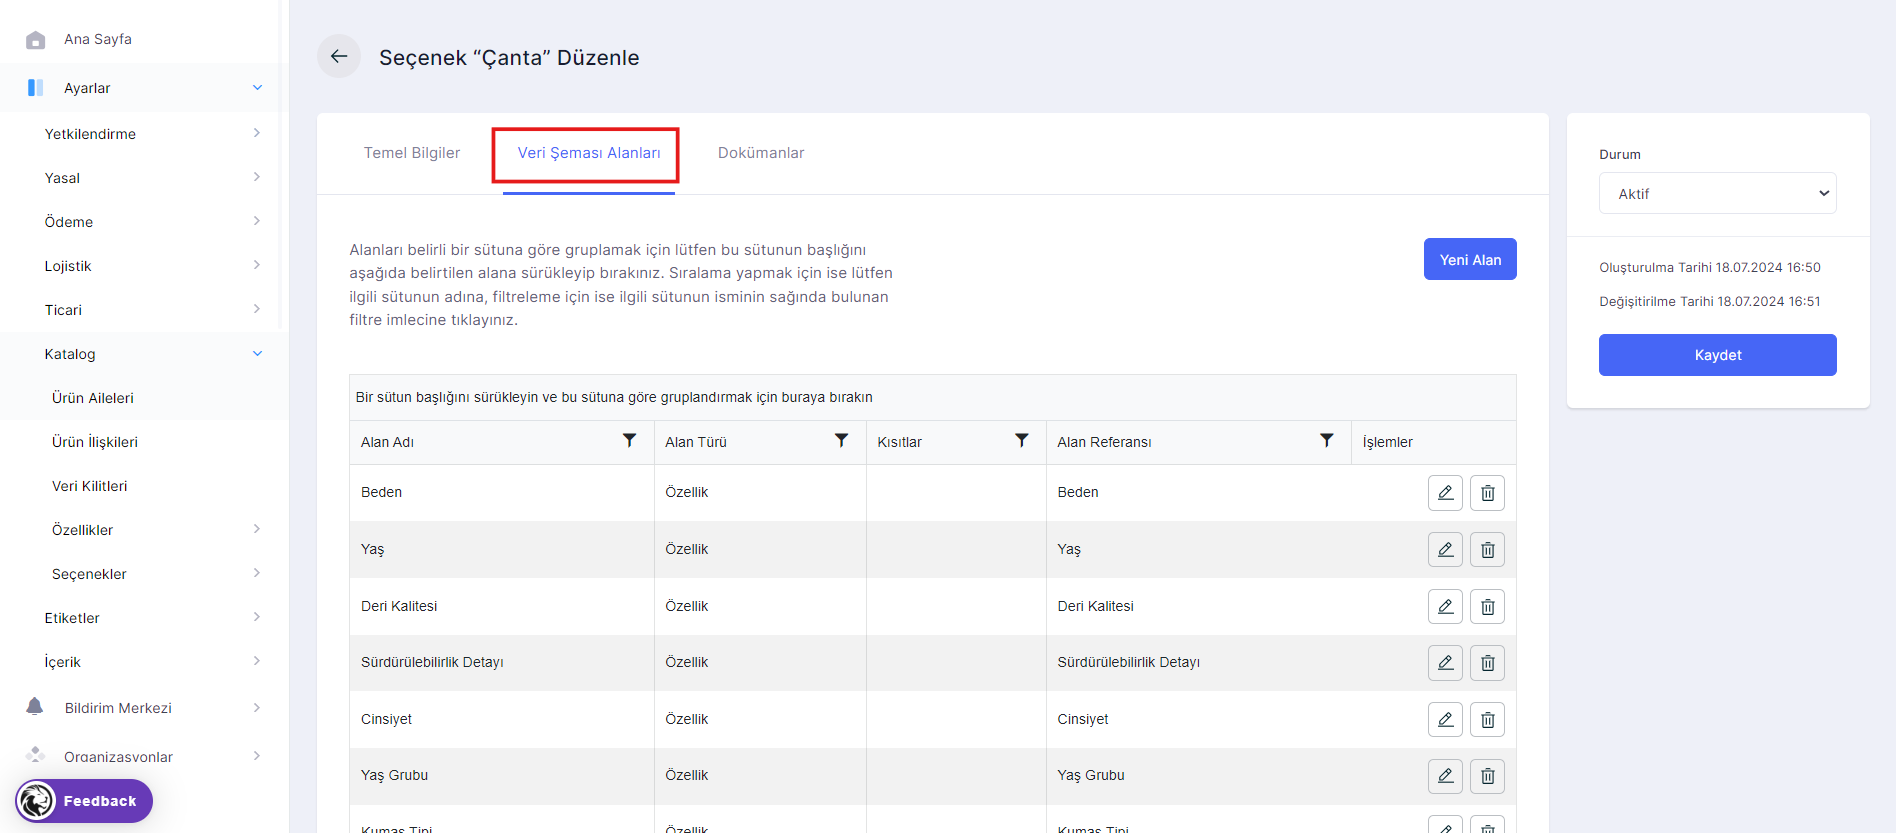 Ana Sayfa
Ayarlar
Yetkilendirme
Yasal
Ödeme
Lojistik
Ticari
Katalog
Ürün Aileleri
Ürün İlişkileri
Veri Kilitleri
Özellikler
Seçenekler
Etiketler
İçerik
Bildirim Merkezi
Organizasyonlar
Feedback
Seçenek “Çanta” Düzenle
Temel Bilgiler Veri Şeması Alanları Dokümanlar
Alanları belirli bir sütuna göre gruplamak için lütfen bu sütunun başlığını
aşağıda belirtilen alana sürükleyip bırakınız. Sıralama yapmak için ise lütfen
ilgili sütunun adına, filtreleme için ise ilgili sütunun isminin sağında bulunan
filtre imlecine tıklayınız.
Yeni Alan
Bir sütun başlığını sürükleyin ve bu sütuna göre gruplandırmak için buraya bırakın
Alan Adı Alan Türü Kısıtlar Alan Referansı İşlemler
Beden Özellik Beden
Yaş Özellik Yaş
Deri Kalitesi Özellik Deri Kalitesi
Sürdürülebilirlik Detayı Özellik Sürdürülebilirlik Detayı
Cinsiyet Özellik Cinsiyet
Yaş Grubu Özellik Yaş Grubu
Kumaş Tipi Özellik Kumaş Tipi
Durum
Aktif
Oluşturulma Tarihi 18.07.2024 16:50
Değişitirilme Tarihi 18.07.2024 16:51
Kaydet